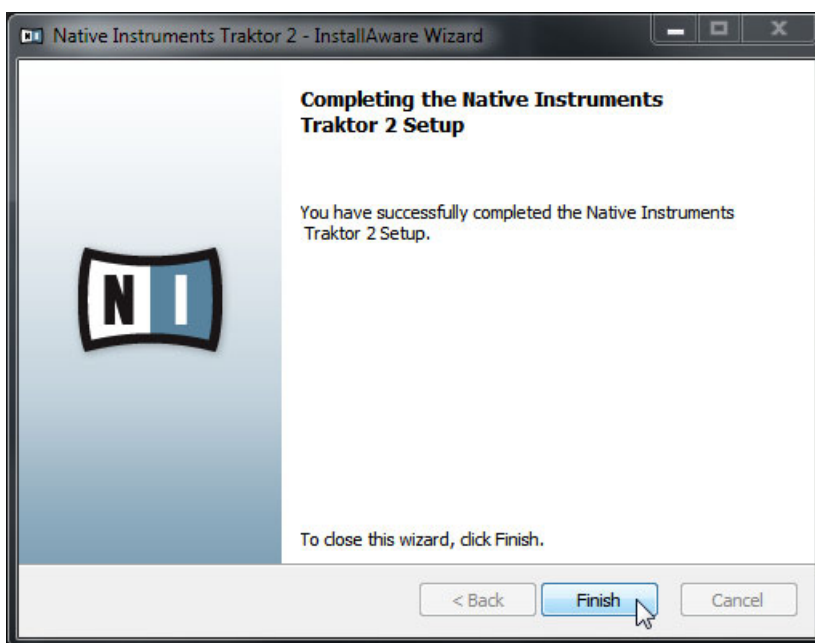 Native Instruments Traktor 2 - InstallAware Wizard
Completing the Native Instruments
Traktor 2 Setup
You have successfully completed the Native Instruments
Traktor 2 Setup.
NI
To close this wizard, click Finish.
< Back Finish Cancel